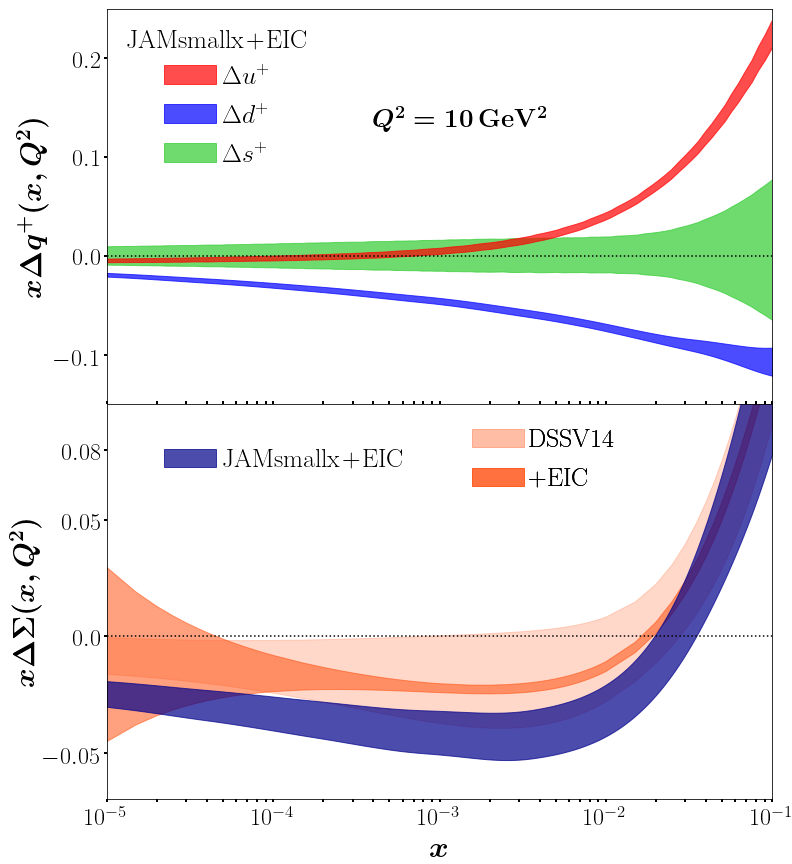 JAMsmallx+EIC
Δu⁺
Δd⁺
Δs⁺
Q² = 10 GeV²
xΔq⁺(x, Q²)
0.2
0.1
0.0
−0.1
JAMsmallx+EIC
DSSV14
+EIC
xΔΣ(x, Q²)
0.08
0.05
0.0
−0.05
10⁻⁵ 10⁻⁴ 10⁻³ 10⁻² 10⁻¹
x